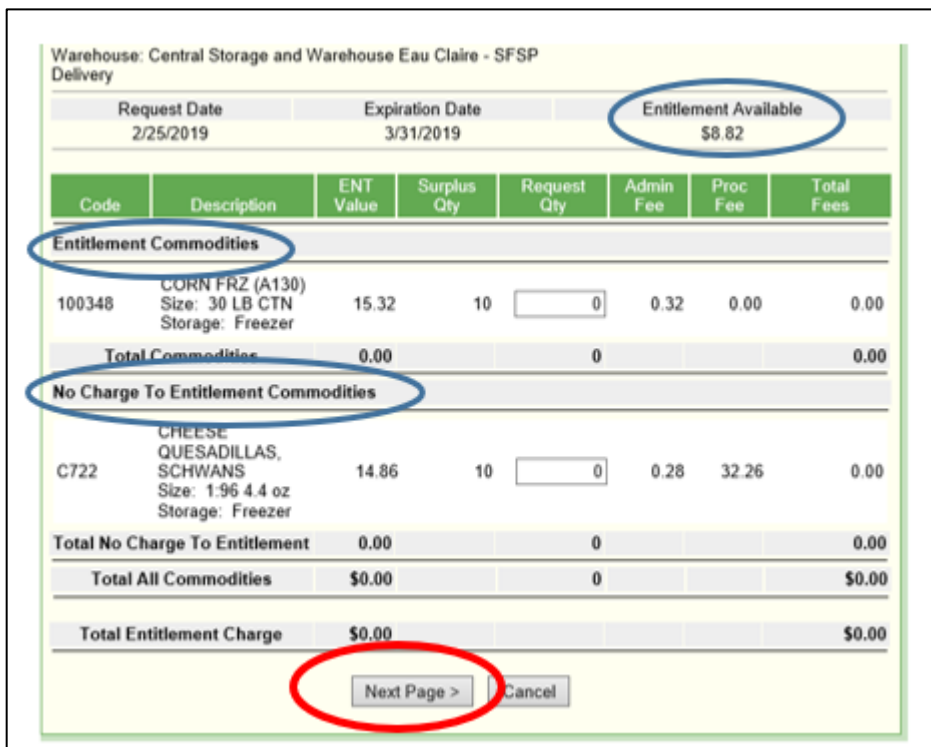 Warehouse: Central Storage and Warehouse Eau Claire - SFSP
Delivery
Request Date Expiration Date Entitlement Available
2/25/2019 3/31/2019 $8.82
Code Description ENT Value Surplus Qty Request Qty Admin Fee Proc Fee Total Fees
Entitlement Commodities
CORN FRZ (A130)
100348 Size: 30 LB CTN 15.32 10 0 0.32 0.00 0.00
Storage: Freezer
Total Commodities 0.00 0 0.00
No Charge To Entitlement Commodities
CHEESE
QUESADILLAS,
C722 SCHWANS 14.86 10 0 0.28 32.26 0.00
Size: 1:96 4.4 oz
Storage: Freezer
Total No Charge To Entitlement 0.00 0 0.00
Total All Commodities $0.00 0 $0.00
Total Entitlement Charge $0.00 $0.00
Next Page > Cancel